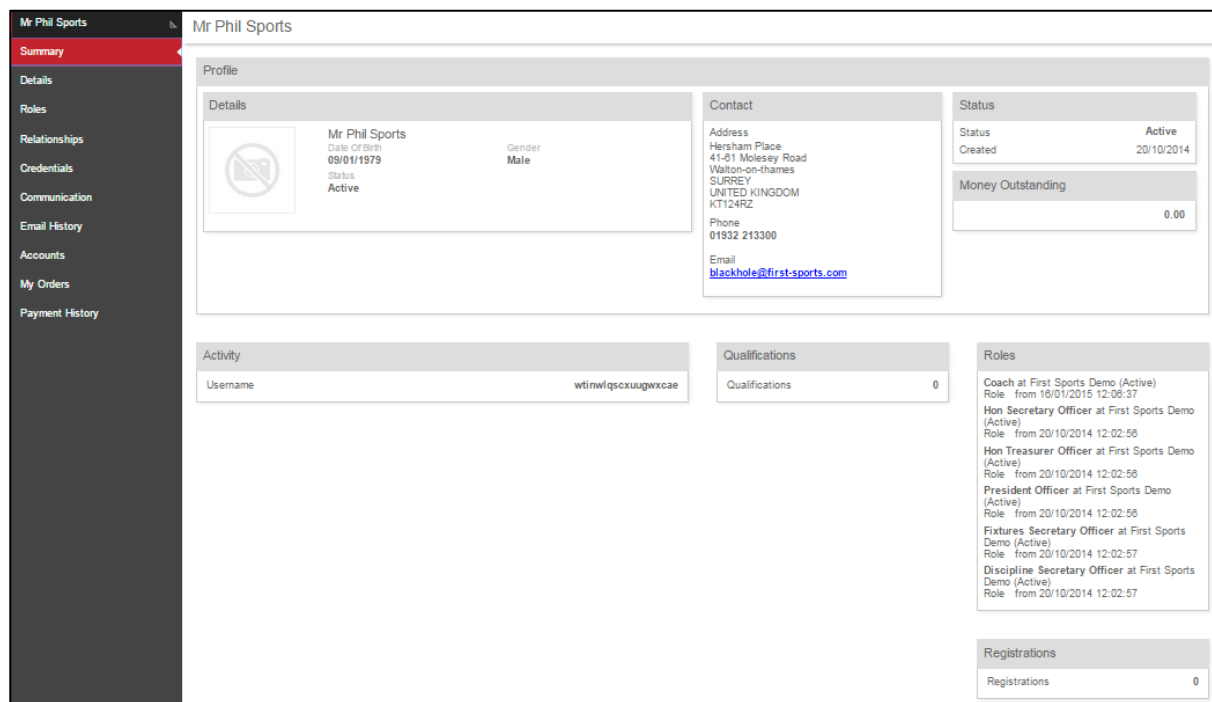 Mr Phil Sports
Summary
Details
Roles
Relationships
Credentials
Communication
Email History
Accounts
My Orders
Payment History
Mr Phil Sports
Profile
Details
Mr Phil Sports
Date Of Birth Gender
09/01/1979 Male
Status
Active
Contact
Address
Hersham Place
41-61 Molesey Road
Walton-on-thames
SURREY
UNITED KINGDOM
KT124RZ
Phone
01932 213300
Email
blackhole@first-sports.com
Status
Status Active
Created 20/10/2014
Money Outstanding
0.00
Activity
Username wtinwlqscxuugwxcae
Qualifications
Qualifications 0
Roles
Coach at First Sports Demo (Active)
Role from 16/01/2015 12:06:37
Hon Secretary Officer at First Sports Demo
(Active)
Role from 20/10/2014 12:02:56
Hon Treasurer Officer at First Sports Demo
(Active)
Role from 20/10/2014 12:02:56
President Officer at First Sports Demo
(Active)
Role from 20/10/2014 12:02:56
Fixtures Secretary Officer at First Sports
Demo (Active)
Role from 20/10/2014 12:02:57
Discipline Secretary Officer at First Sports
Demo (Active)
Role from 20/10/2014 12:02:57
Registrations
Registrations 0